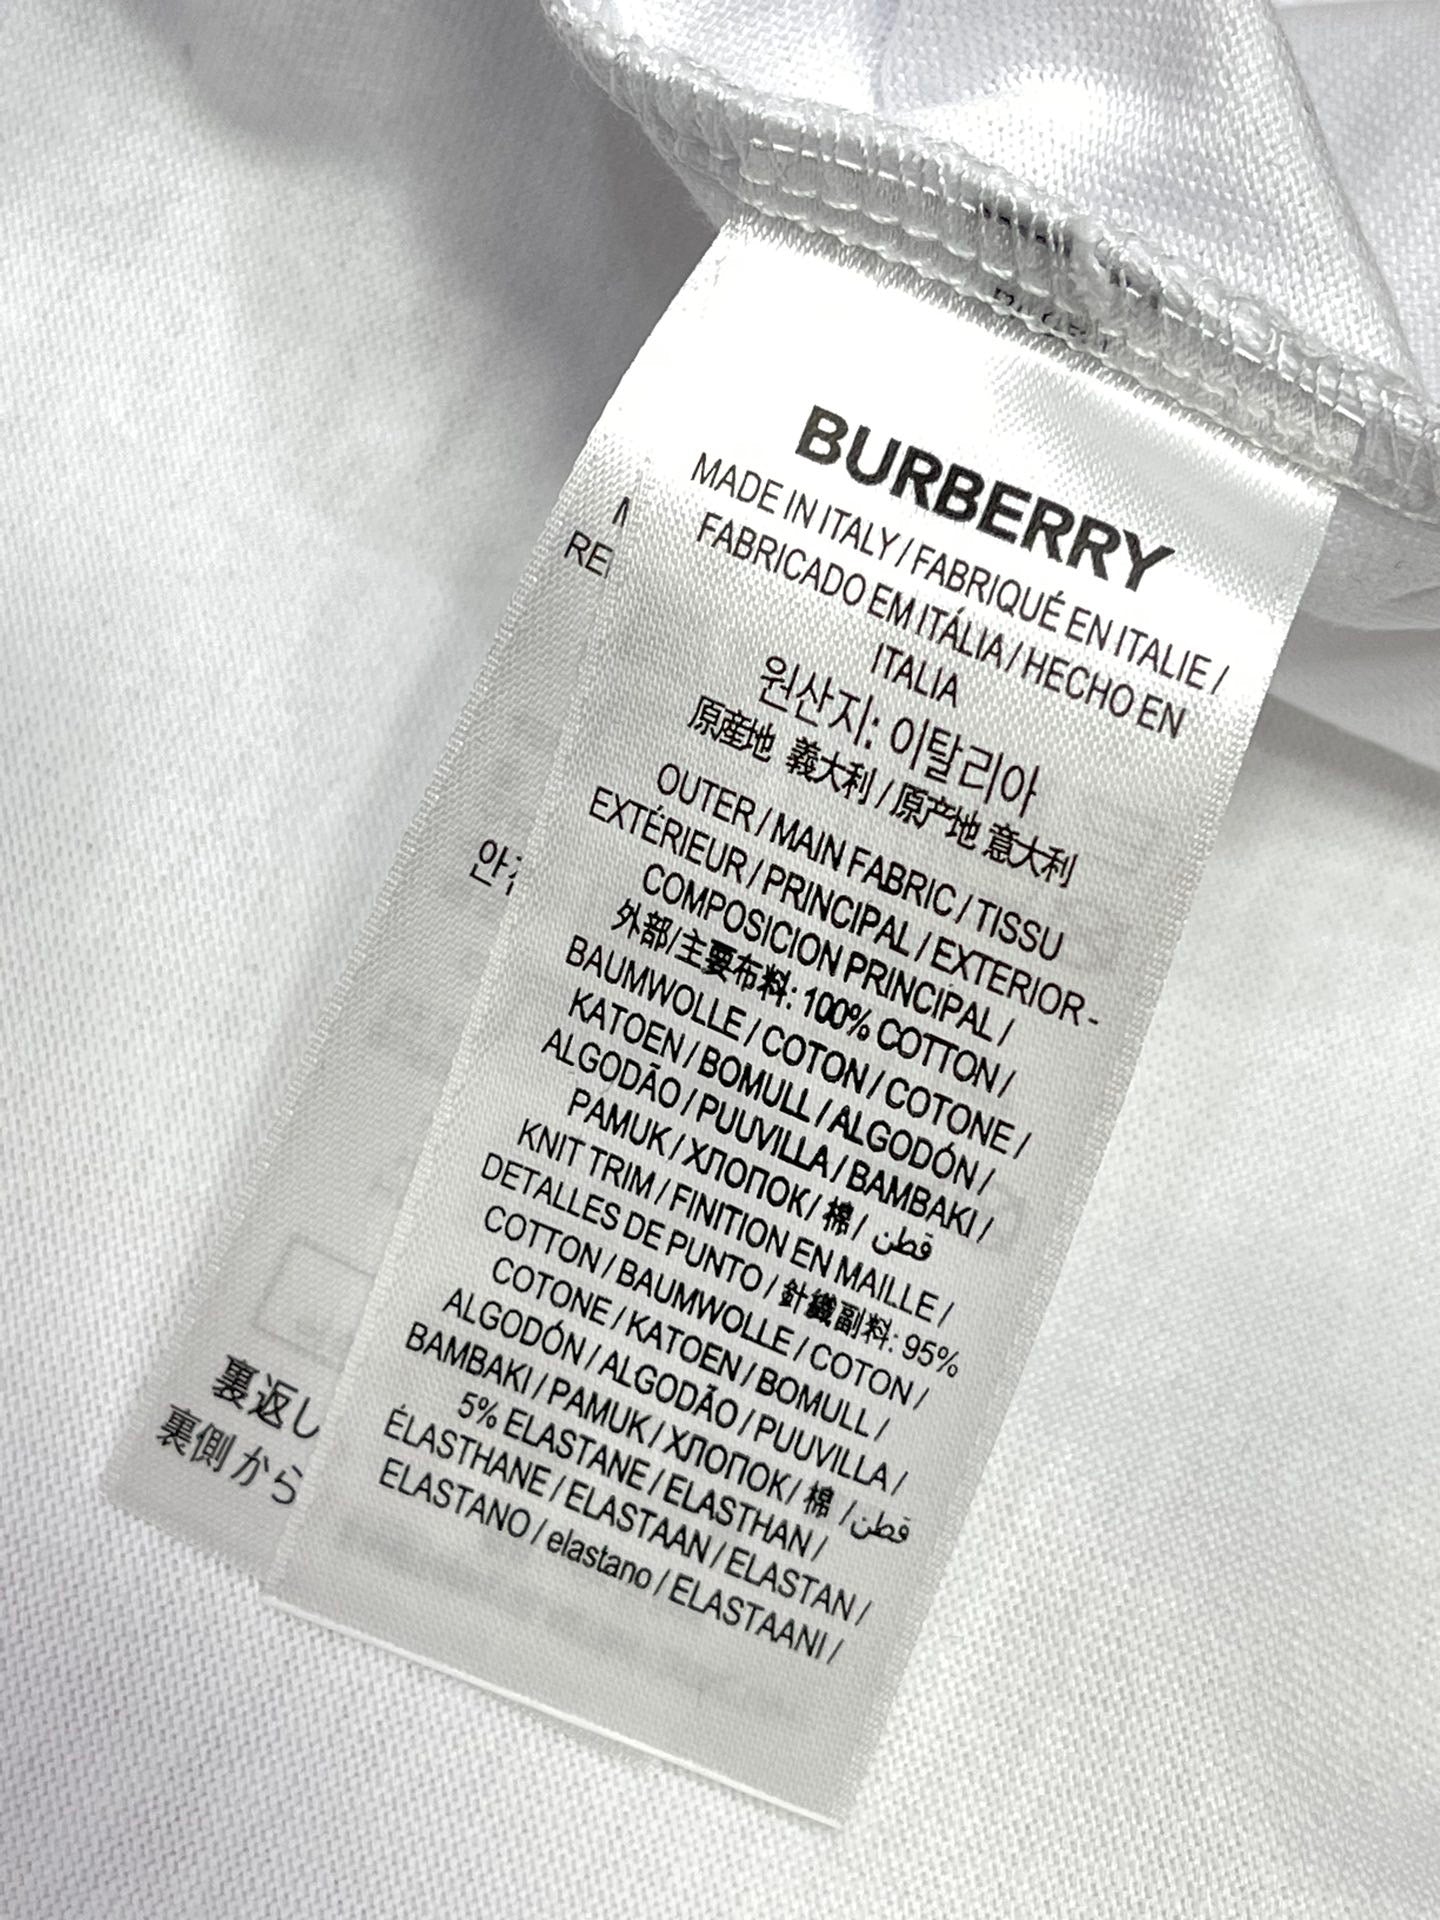 BURBERRY
MADE IN ITALY / FABRIQUÉ EN ITALIE /
FABRICADO EM ITÁLIA / HECHO EN
ITALIA
원산지: 이탈리아
原産地 義大利 / 原产地 意大利
OUTER / MAIN FABRIC / TISSU
EXTÉRIEUR / PRINCIPAL / EXTERIOR -
COMPOSICION PRINCIPAL /
外部/主要布料: 100% COTTON /
BAUMWOLLE / COTON / COTONE /
KATOEN / BOMULL / ALGODÓN /
ALGODÃO / PUUVILLA / BAMBAKI /
PAMUK / ХЛОПОК / 棉 / قطن
KNIT TRIM / FINITION EN MAILLE /
DETALLES DE PUNTO / 針織副料: 95%
COTTON / BAUMWOLLE / COTON /
COTONE / KATOEN / BOMULL /
ALGODÓN / ALGODÃO / PUUVILLA /
BAMBAKI / PAMUK / ХЛОПОК / 棉 / قطن
5% ELASTANE / ELASTHAN /
ÉLASTHANE / ELASTAAN / ELASTAN /
ELASTANO / elastano / ELASTAANI /
RE
안
裏返し
裏側から